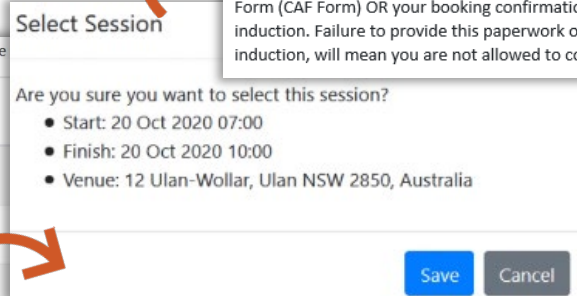 Form (CAF Form) OR your booking confirmatio
induction. Failure to provide this paperwork o
induction, will mean you are not allowed to co
Select Session
e
Are you sure you want to select this session?
• Start: 20 Oct 2020 07:00
• Finish: 20 Oct 2020 10:00
• Venue: 12 Ulan-Wollar, Ulan NSW 2850, Australia
Save Cancel